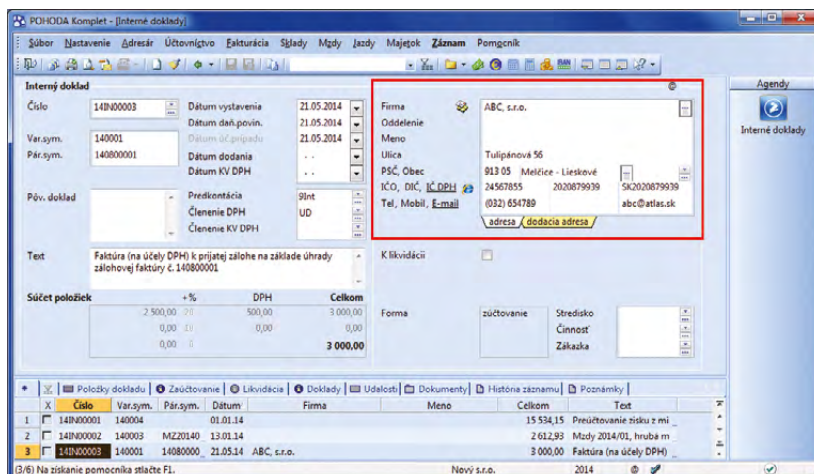 POHODA Komplet - [Interné doklady]
Súbor Nastavenie Adresár Účtovníctvo Fakturácia Sklady Mzdy Jazdy Majetok Záznam Pomocník
Interný doklad
@
Agendy
Interné doklady
Číslo 14IN00003
Var.sym. 140001
Pár.sym. 140800001
Pôv. doklad
Dátum vystavenia 21.05.2014
Dátum daň.povin. 21.05.2014
Dátum úč.prípadu 21.05.2014
Dátum dodania . .
Dátum KV DPH . .
Predkontácia 9Int
Členenie DPH UD
Členenie KV DPH
Firma ABC, s.r.o.
Oddelenie
Meno
Ulica Tulipánová 56
PSČ, Obec 913 05 Melčice - Lieskové
IČO, DIČ, IČ DPH 24567855 2020879939 SK2020879939
Tel, Mobil, E-mail (032) 654789 abc@atlas.sk
adresa dodacia adresa
Text Faktúra (na účely DPH) k prijatej zálohe na základe úhrady
zálohovej faktúry č. 140800001
K likvidácii
Súčet položiek +% DPH Celkom
2 500,00 20 500,00 3 000,00
0,00 10 0,00 0,00
0,00 0 3 000,00
Forma zúčtovanie
Stredisko
Činnosť
Zákazka
* Položky dokladu Zaúčtovanie Likvidácia Doklady Udalosti Dokumenty História záznamu Poznámky
X Číslo Var.sym. Pár.sym. Dátum Firma Meno Celkom Text
1 14IN00001 140004 01.01.14 15 534,15 Preúčtovanie zisku z mi
2 14IN00002 140003 MZ20140 13.01.14 2 612,93 Mzdy 2014/01, hrubá m
3 14IN00003 140001 14080000 21.05.14 ABC, s.r.o. 3 000,00 Faktúra (na účely DPH)
(3/6) Na získanie pomocníka stlačte F1. Nový s.r.o. 2014 @